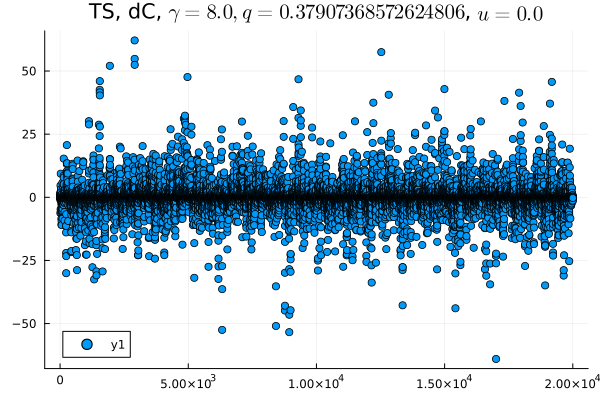 TS, dC, γ = 8.0, q = 0.37907368572624806, u = 0.0
50
25
0
−25
−50
y1
0 5.00×10³ 1.00×10⁴ 1.50×10⁴ 2.00×10⁴